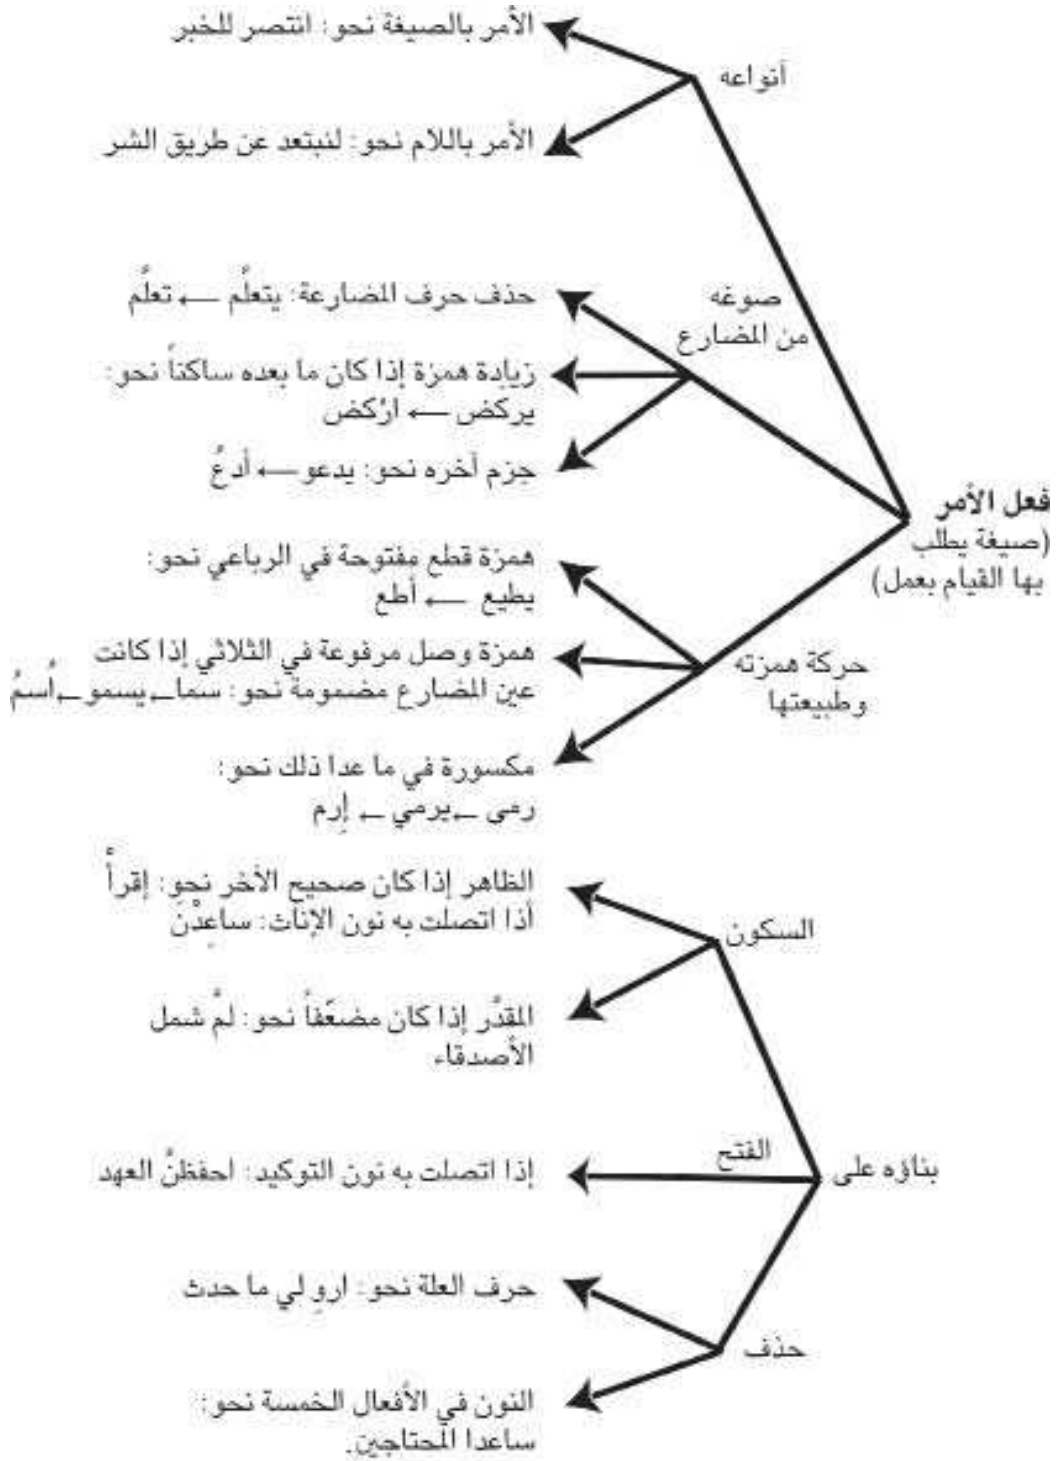 فعل الأمر
(صيغة يطلب
بها القيام بعمل)
أنواعه
الأمر بالصيغة نحو: انتصر للخبر
الأمر باللام نحو: لنبتعد عن طريق الشر
صوغه
من المضارع
حذف حرف المضارعة: يتعلَّم ← تعلَّم
زيادة همزة إذا كان ما بعده ساكناً نحو:
يركض ← ارْكض
جزم آخره نحو: يدعو ← أدعُ
حركة همزته
وطبيعتها
همزة قطع مفتوحة في الرباعي نحو:
يطيع ← أطع
همزة وصل مرفوعة في الثلاثي إذا كانت
عين المضارع مضمومة نحو: سما ← يسمو ← اُسمُ
مكسورة في ما عدا ذلك نحو:
رمى ← يرمي ← إِرم
بناؤه على
السكون
الظاهر إذا كان صحيح الآخر نحو: إقرأْ
أذا اتصلت به نون الإناث: ساعِدْنَ
المقدَّر إذا كان مضعّفاً نحو: لمَّ شمل
الأصدقاء
الفتح
إذا اتصلت به نون التوكيد: احفظنَّ العهد
حذف
حرف العلة نحو: اروِ لي ما حدث
النون في الأفعال الخمسة نحو:
ساعدا المحتاجين.